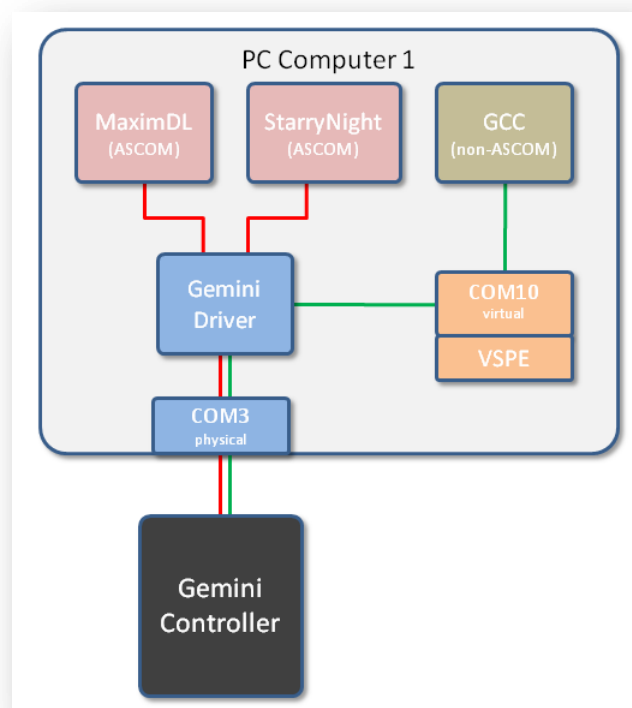 PC Computer 1
MaximDL
(ASCOM)
StarryNight
(ASCOM)
GCC
(non-ASCOM)
Gemini
Driver
COM10
virtual
VSPE
COM3
physical
Gemini
Controller